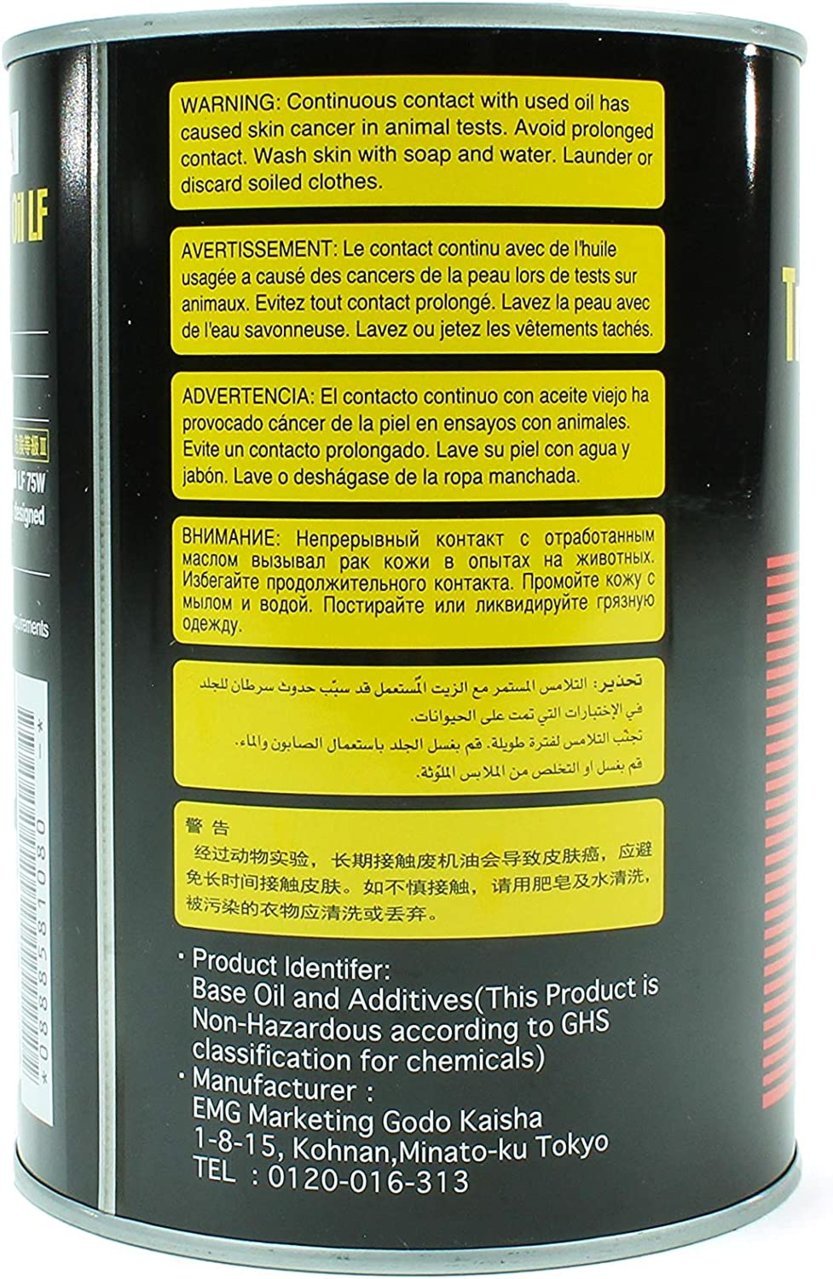 Oil LF
危険等級 III
LF 75W
designed
requirements
*0888581080-*
T
WARNING: Continuous contact with used oil has
caused skin cancer in animal tests. Avoid prolonged
contact. Wash skin with soap and water. Launder or
discard soiled clothes.
AVERTISSEMENT: Le contact continu avec de l'huile
usagée a causé des cancers de la peau lors de tests sur
animaux. Evitez tout contact prolongé. Lavez la peau avec
de l'eau savonneuse. Lavez ou jetez les vêtements tachés.
ADVERTENCIA: El contacto continuo con aceite viejo ha
provocado cáncer de la piel en ensayos con animales.
Evite un contacto prolongado. Lave su piel con agua y
jabón. Lave o deshágase de la ropa manchada.
ВНИМАНИЕ: Непрерывный контакт с отработанным
маслом вызывал рак кожи в опытах на животных.
Избегайте продолжительного контакта. Промойте кожу с
мылом и водой. Постирайте или ликвидируйте грязную
одежду.
تحذير: التلامس المستمر مع الزيت المّستعمل قد سبّب حدوث سرطان للجلد
في الإختبارات التي تمت على الحيوانات.
تجنّب التلامس لفترة طويلة. قم بغسل الجلد باستعمال الصابون والماء.
قم بغسل او التخلص من الملابس الملوّثة.
警告
经过动物实验，长期接触废机油会导致皮肤癌，应避
免长时间接触皮肤。如不慎接触，请用肥皂及水清洗，
被污染的衣物应清洗或丢弃。
· Product Identifer:
Base Oil and Additives(This Product is
Non-Hazardous according to GHS
classification for chemicals)
· Manufacturer :
EMG Marketing Godo Kaisha
1-8-15, Kohnan,Minato-ku Tokyo
TEL : 0120-016-313